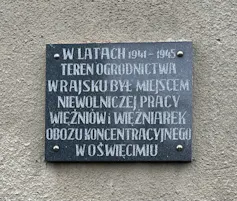 W LATACH 1941 - 1945
TEREN OGRODNICTWA
W RAJSKU BYŁ MIEJSCEM
NIEWOLNICZEJ PRACY
WIĘŹNIÓW i WIĘŹNIAREK
OBOZU KONCENTRACYJNEGO
W OŚWIĘCIMIU